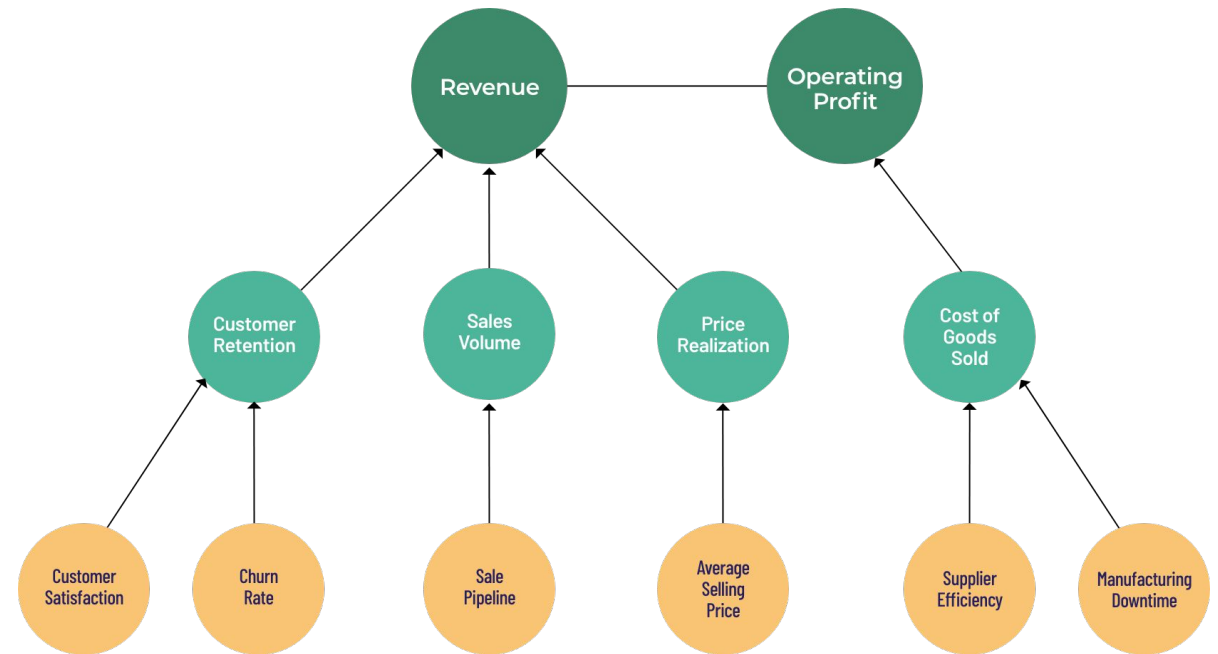 Revenue
Operating
Profit
Customer
Retention
Sales
Volume
Price
Realization
Cost of
Goods
Sold
Customer
Satisfaction
Churn
Rate
Sale
Pipeline
Average
Selling
Price
Supplier
Efficiency
Manufacturing
Downtime